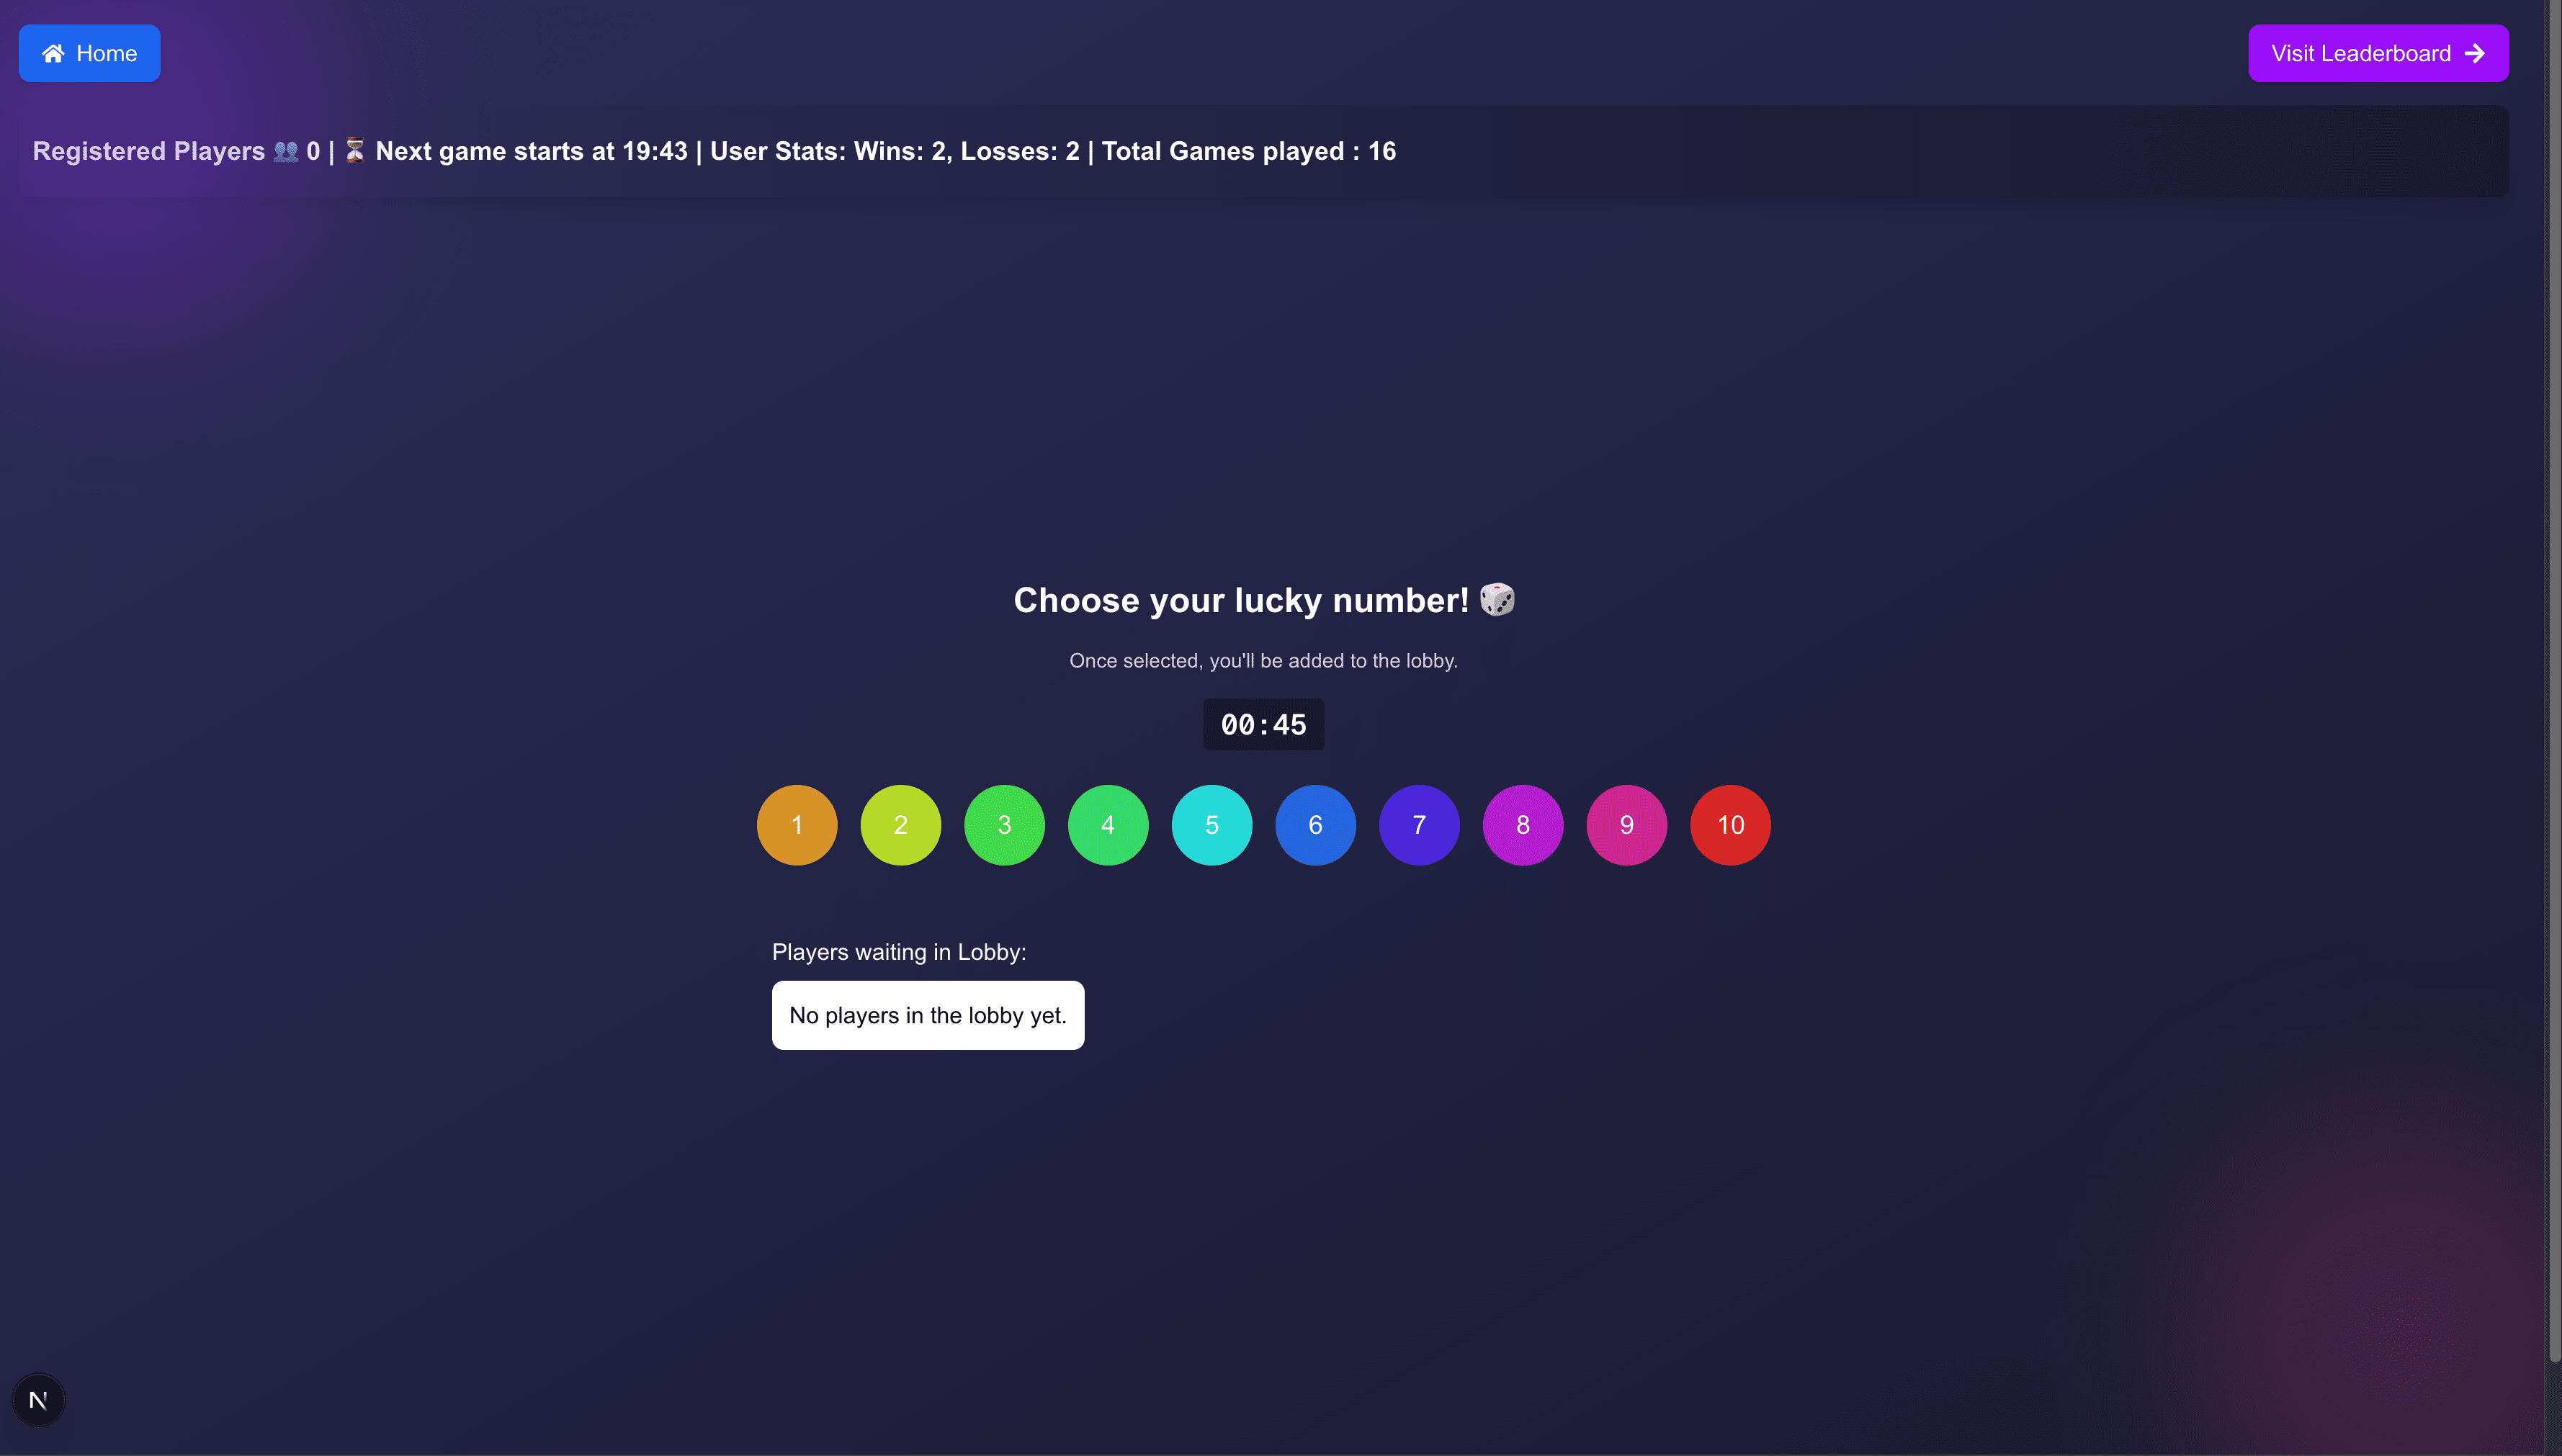 Home
Visit Leaderboard
Registered Players 👥 0 | ⏳ Next game starts at 19:43 | User Stats: Wins: 2, Losses: 2 | Total Games played : 16
Choose your lucky number! 🎲
Once selected, you'll be added to the lobby.
00:45
1 2 3 4 5 6 7 8 9 10
Players waiting in Lobby:
No players in the lobby yet.
N